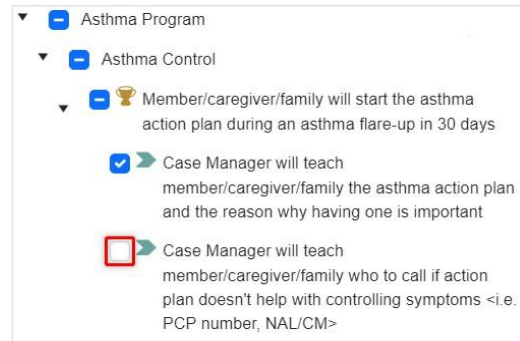 Asthma Program
Asthma Control
Member/caregiver/family will start the asthma
action plan during an asthma flare-up in 30 days
Case Manager will teach
member/caregiver/family the asthma action plan
and the reason why having one is important
Case Manager will teach
member/caregiver/family who to call if action
plan doesn't help with controlling symptoms <i.e.
PCP number, NAL/CM>